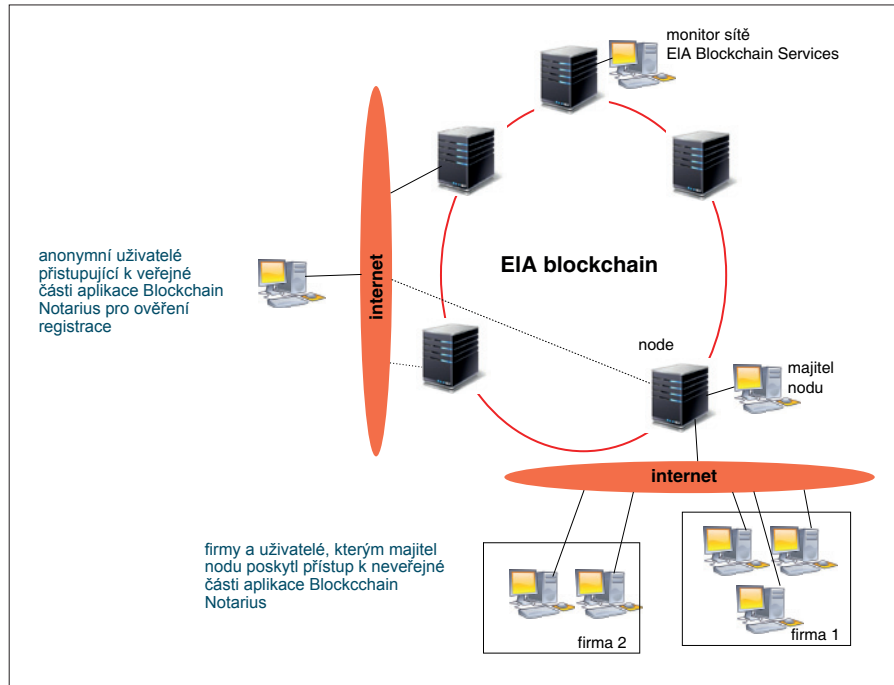 monitor sítě
EIA Blockchain Services
anonymní uživatelé
přistupující k veřejné
části aplikace Blockchain
Notarius pro ověření
registrace
internet
EIA blockchain
node
majitel
nodu
internet
firmy a uživatelé, kterým majitel
nodu poskytl přístup k neveřejné
části aplikace Blockcchain
Notarius
firma 2
firma 1